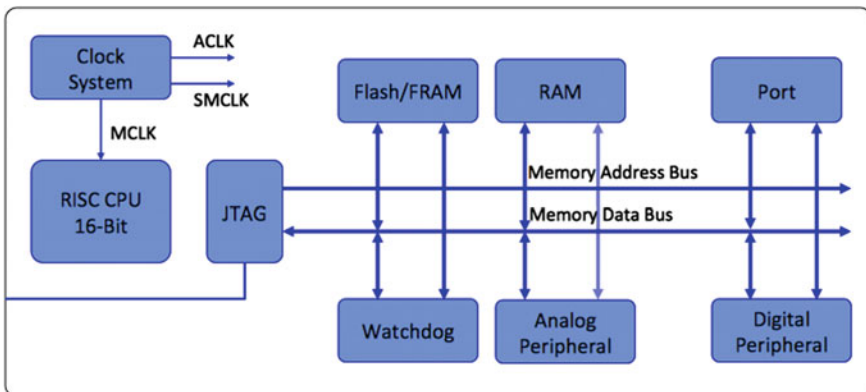 Clock
System
ACLK
SMCLK
MCLK
RISC CPU
16-Bit
JTAG
Flash/FRAM
RAM
Port
Memory Address Bus
Memory Data Bus
Watchdog
Analog
Peripheral
Digital
Peripheral